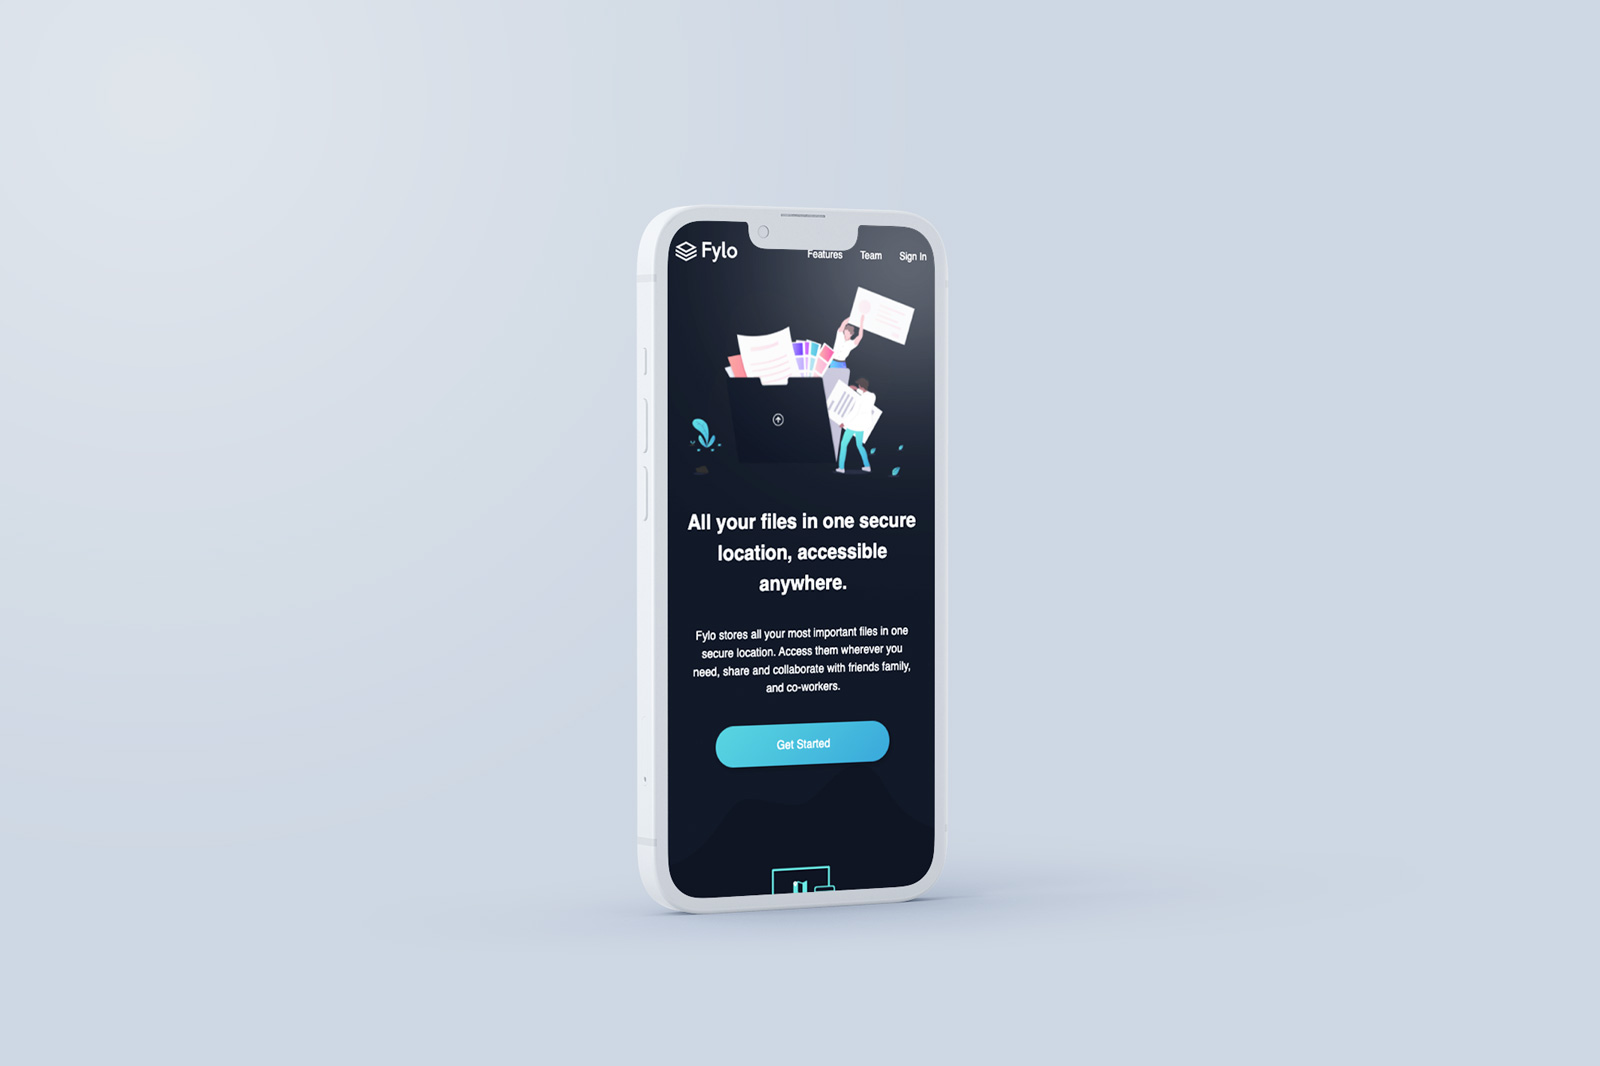 Fylo
Features Team Sign In
All your files in one secure
location, accessible
anywhere.
Fylo stores all your most important files in one
secure location. Access them wherever you
need, share and collaborate with friends family,
and co-workers.
Get Started